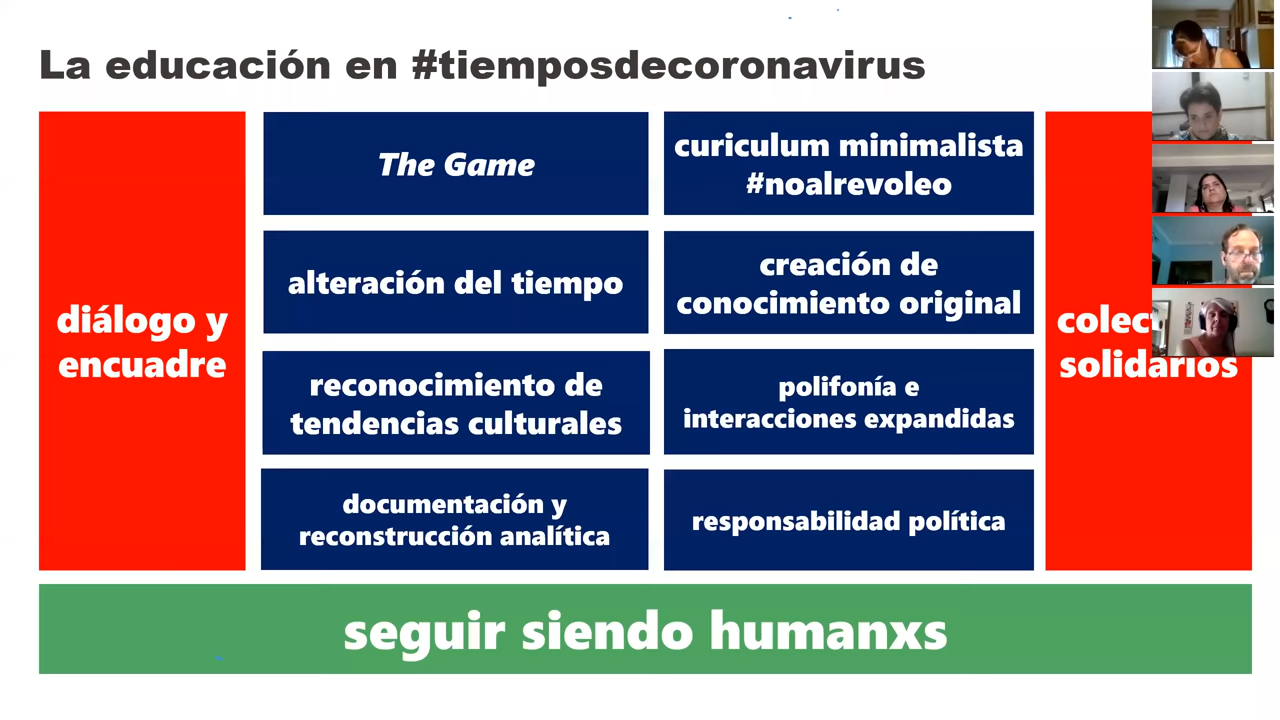 La educación en #tiemposdecoronavirus
diálogo y
encuadre
The Game
alteración del tiempo
reconocimiento de
tendencias culturales
documentación y
reconstrucción analítica
curiculum minimalista
#noalrevoleo
creación de
conocimiento original
polifonía e
interacciones expandidas
responsabilidad política
solidarios
seguir siendo humanxs